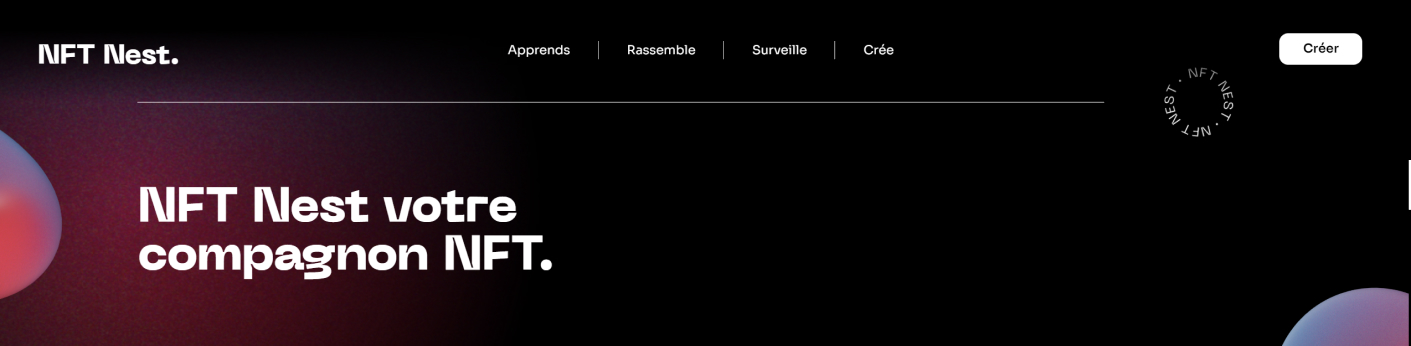 NFT Nest.
Apprends
Rassemble
Surveille
Crée
Créer
NFT NEST · NFT NEST ·
NFT Nest votre
compagnon NFT.